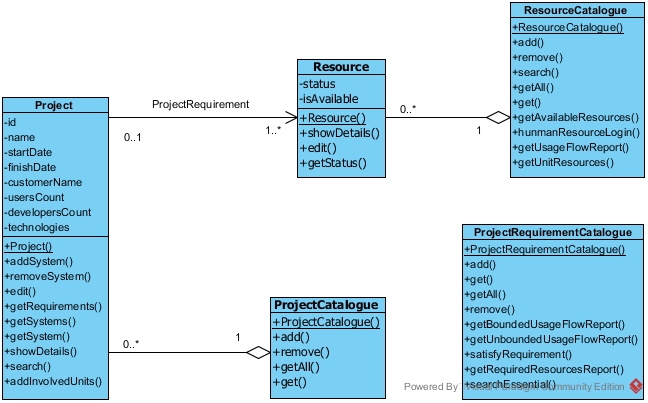 ResourceCatalogue
+ResourceCatalogue()
+add()
+remove()
+search()
+getAll()
+get()
+getAvailableResources()
+hunmanResourceLogin()
+getUsageFlowReport()
+getUnitResources()
Resource
-status
-isAvailable
+Resource()
+showDetails()
+edit()
+getStatus()
0..*
1
ProjectRequirement
0..1
1..*
Project
-id
-name
-startDate
-finishDate
-customerName
-usersCount
-developersCount
-technologies
+Project()
+addSystem()
+removeSystem()
+edit()
+getRequirements()
+getSystems()
+getSystem()
+showDetails()
+search()
+addInvolvedUnits()
0..*
1
ProjectCatalogue
+ProjectCatalogue()
+add()
+remove()
+getAll()
+get()
ProjectRequirementCatalogue
+ProjectRequirementCatalogue()
+add()
+get()
+getAll()
+remove()
+getBoundedUsageFlowReport()
+getUnboundedUsageFlowReport()
+satisfyRequirement()
+getRequiredResourcesReport()
+searchEssential()
Powered By Visual Paradigm Community Edition